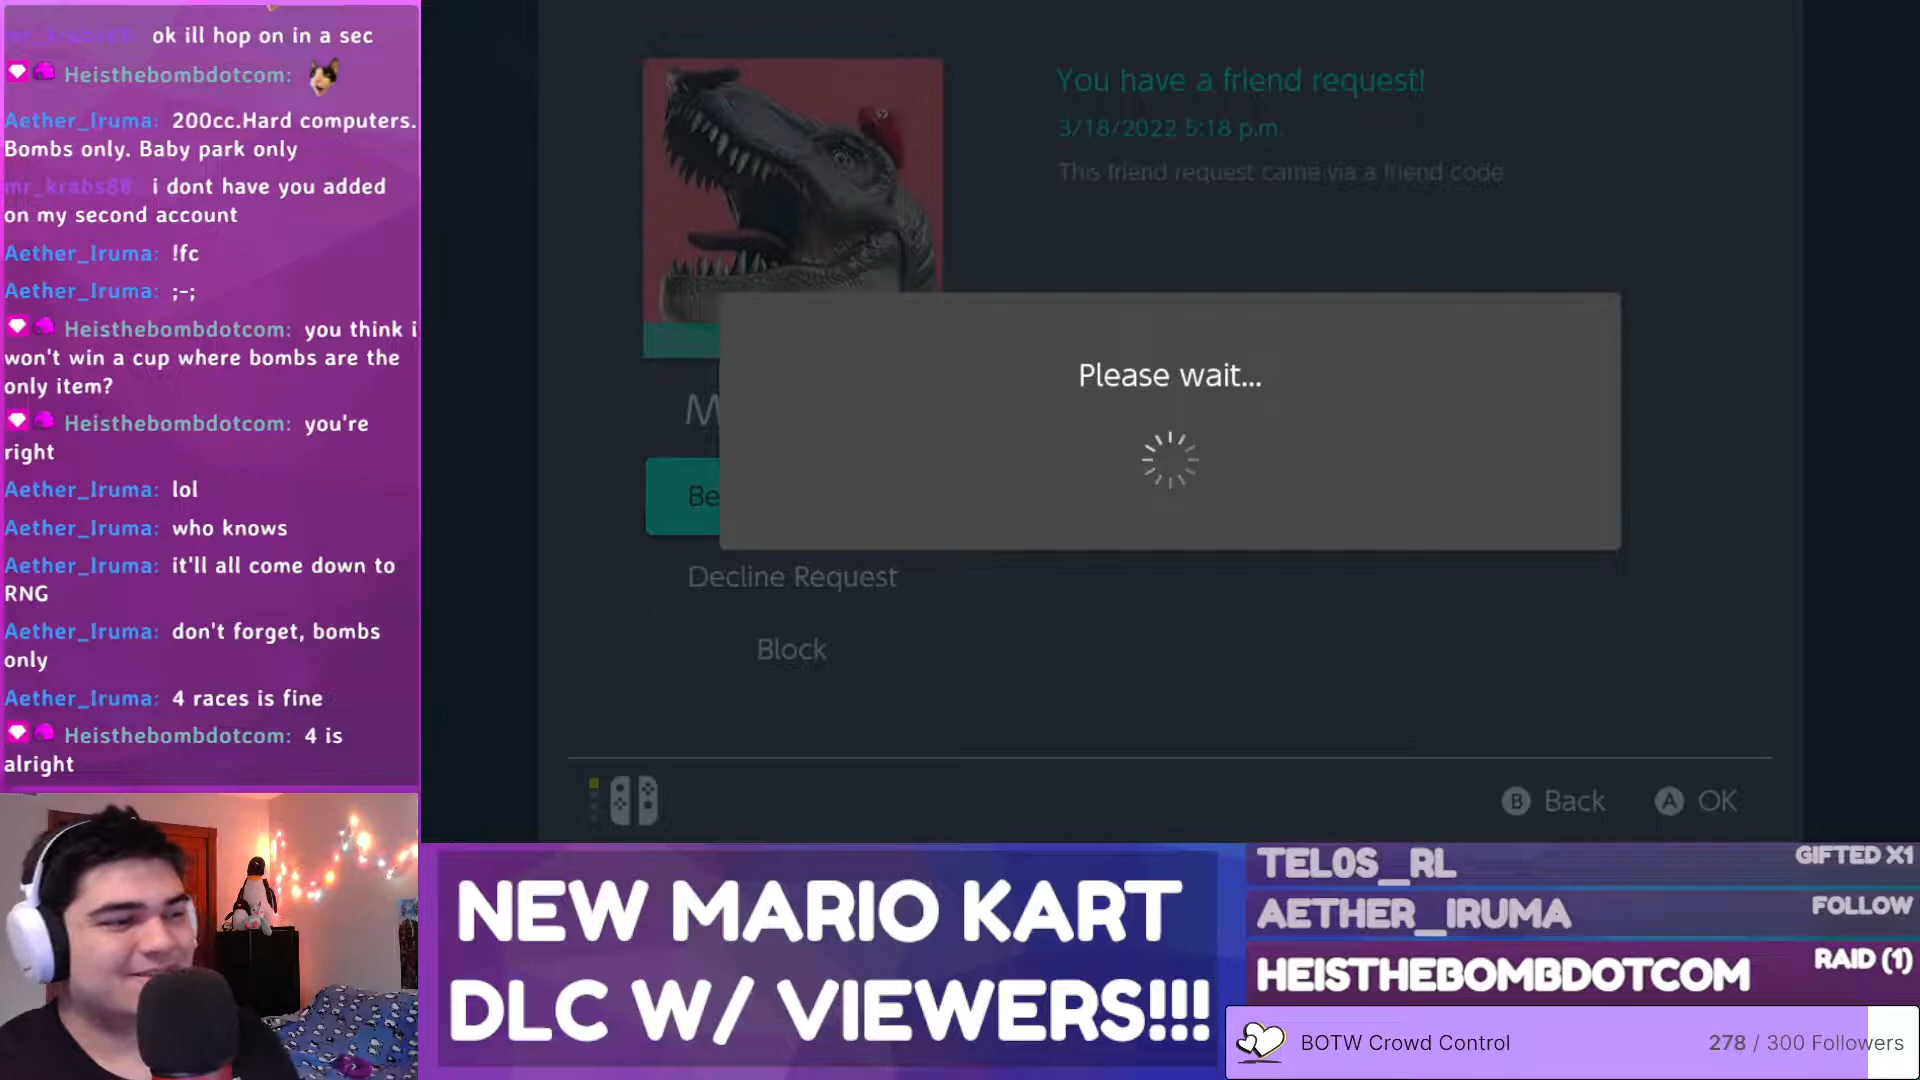 mr_krabs88: ok ill hop on in a sec
Heisthebombdotcom:
Aether_Iruma: 200cc.Hard computers.
Bombs only. Baby park only
mr_krabs88: i dont have you added
on my second account
Aether_Iruma: !fc
Aether_Iruma: ;-;
Heisthebombdotcom: you think i
won't win a cup where bombs are the
only item?
Heisthebombdotcom: you're
right
Aether_Iruma: lol
Aether_Iruma: who knows
Aether_Iruma: it'll all come down to
RNG
Aether_Iruma: don't forget, bombs
only
Aether_Iruma: 4 races is fine
Heisthebombdotcom: 4 is
alright
You have a friend request!
3/18/2022 5:18 p.m.
This friend request came via a friend code
Please wait...
M
Be
Decline Request
Block
B Back A OK
NEW MARIO KART
DLC W/ VIEWERS!!!
TEL0S_RL GIFTED X1
AETHER_IRUMA FOLLOW
HEISTHEBOMBDOTCOM RAID (1)
BOTW Crowd Control 278 / 300 Followers